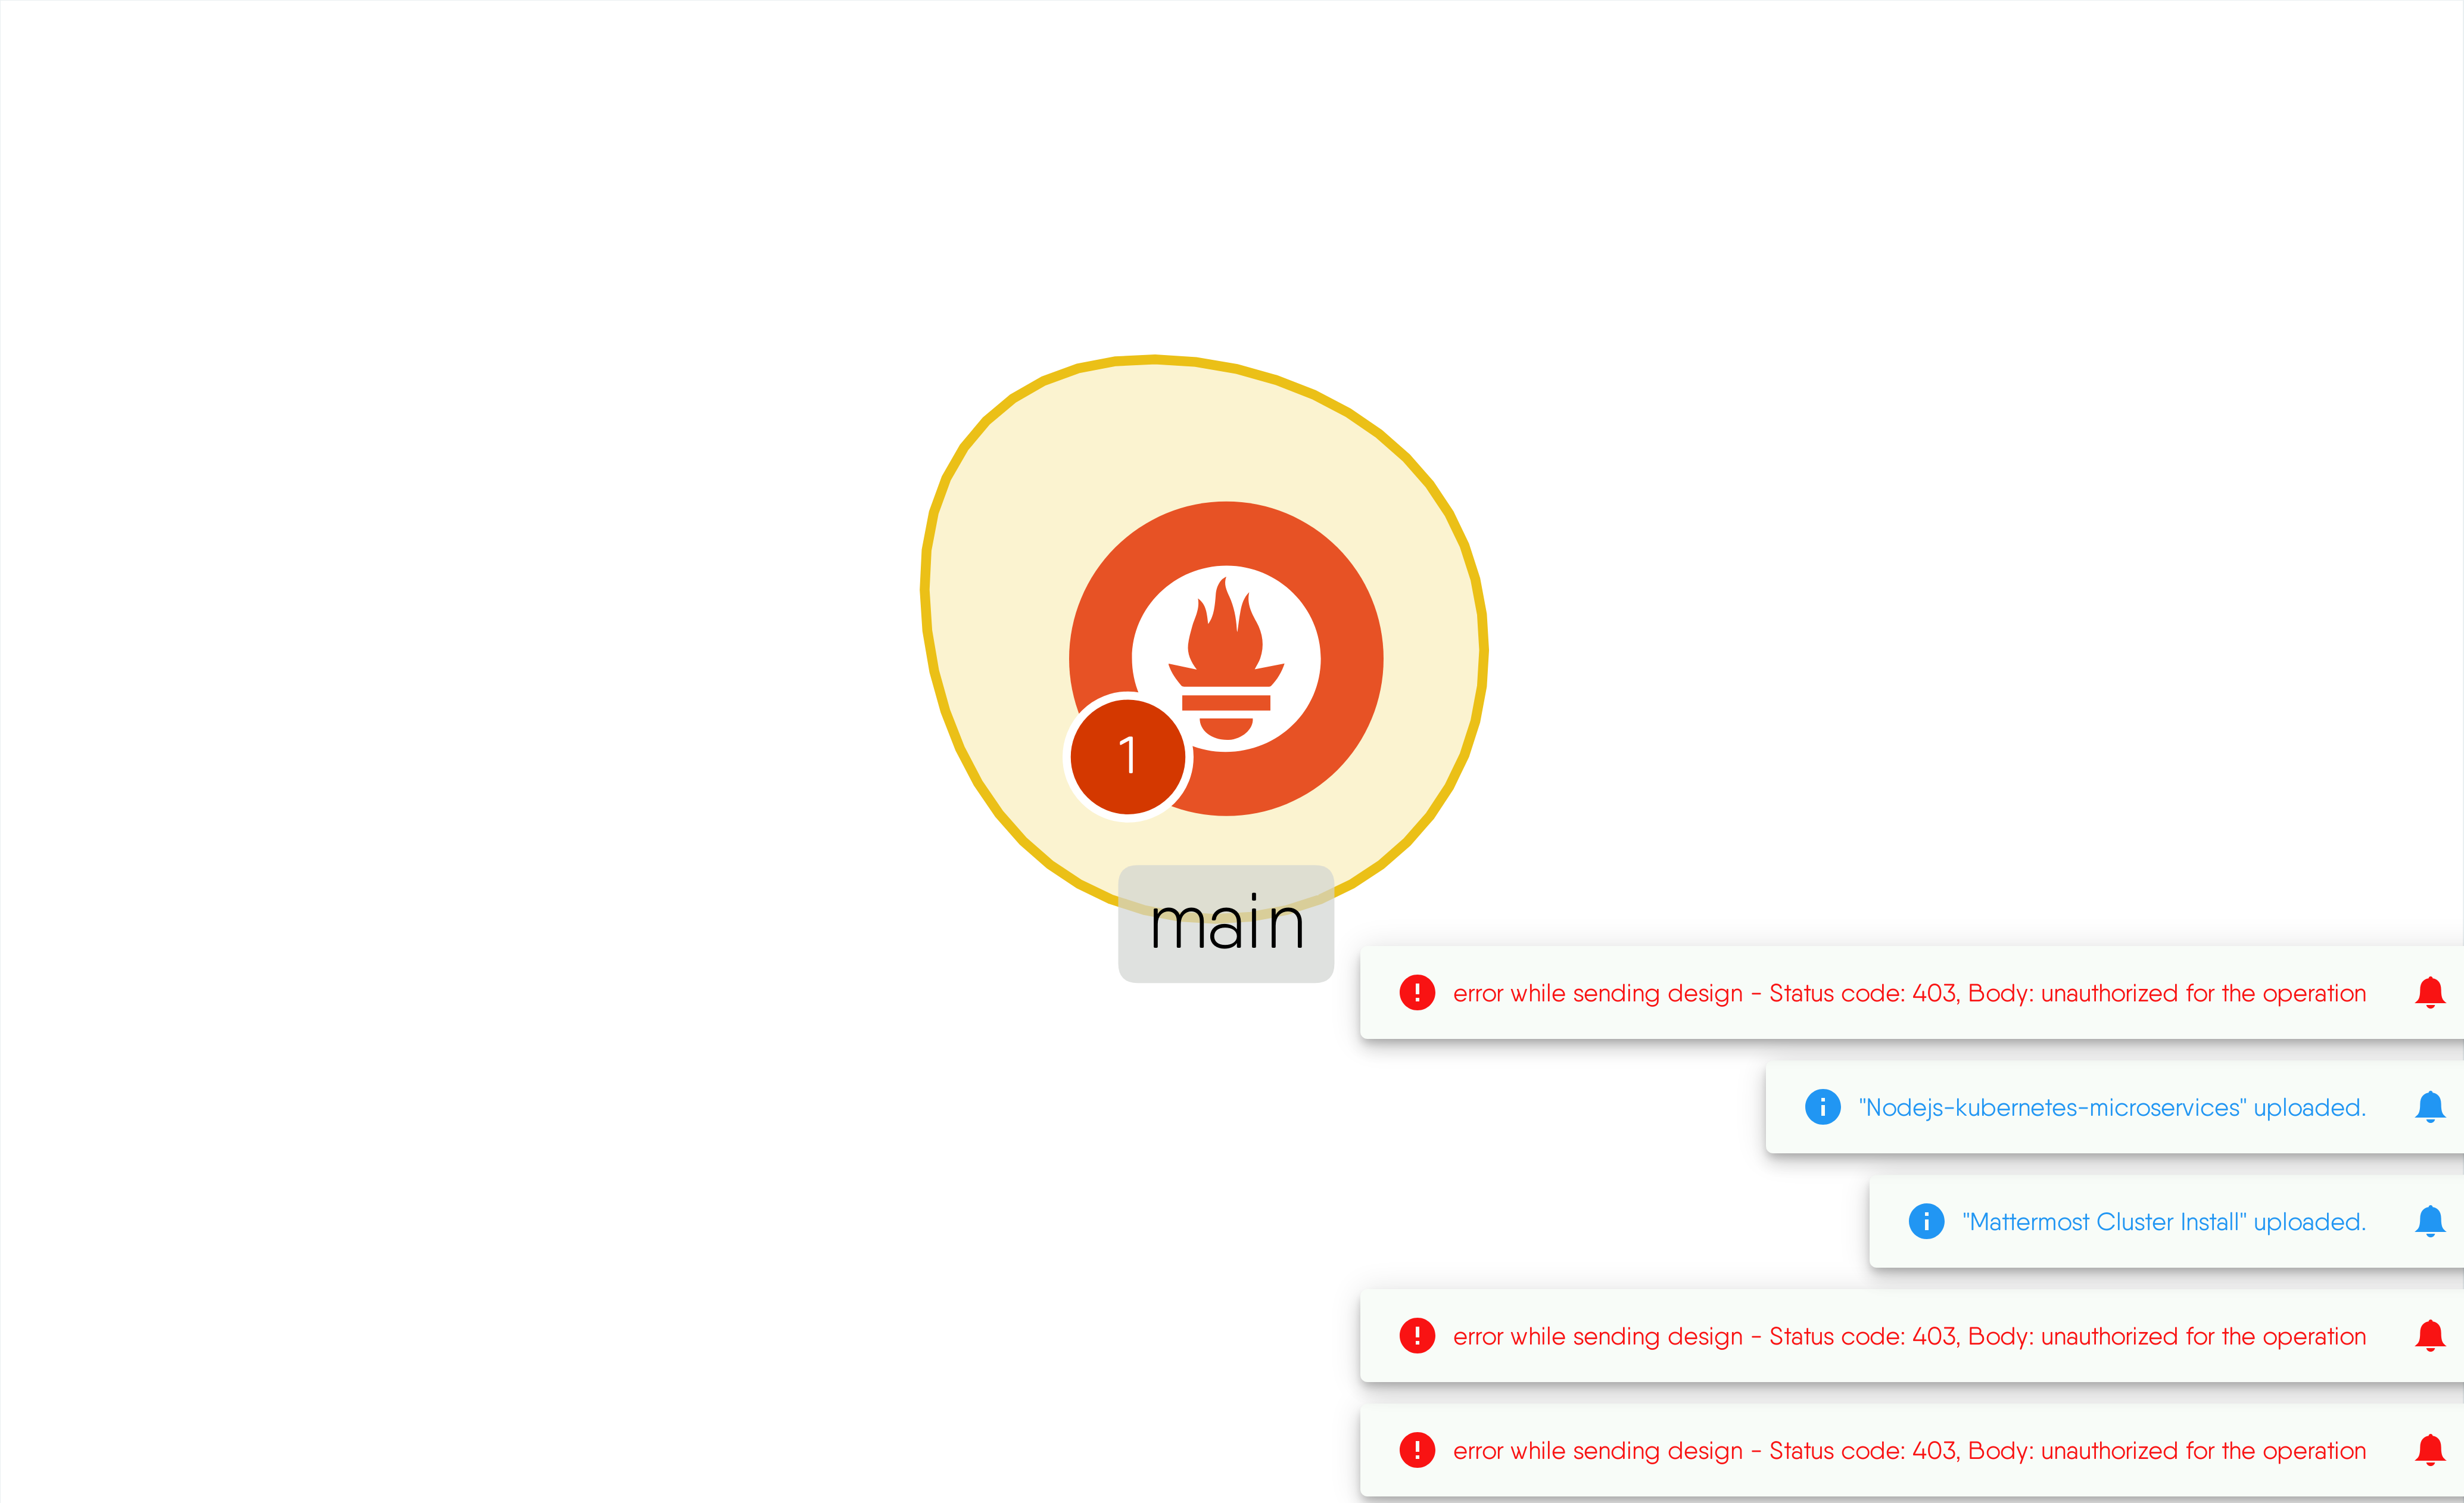 1
main
error while sending design - Status code: 403, Body: unauthorized for the operation
"Nodejs-kubernetes-microservices" uploaded.
"Mattermost Cluster Install" uploaded.
error while sending design - Status code: 403, Body: unauthorized for the operation
error while sending design - Status code: 403, Body: unauthorized for the operation